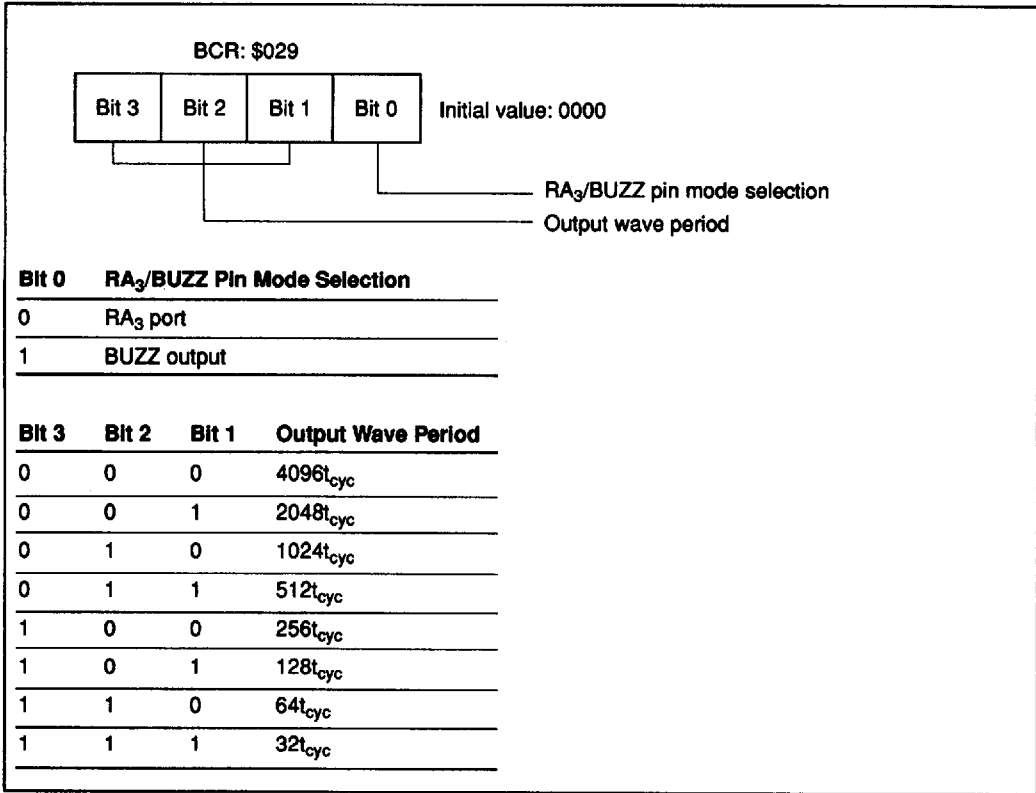 BCR: $029
Bit 3 Bit 2 Bit 1 Bit 0 Initial value: 0000
RA₃/BUZZ pin mode selection
Output wave period
Bit 0 RA₃/BUZZ Pin Mode Selection
0 RA₃ port
1 BUZZ output
Bit 3 Bit 2 Bit 1 Output Wave Period
0 0 0 4096tcyc
0 0 1 2048tcyc
0 1 0 1024tcyc
0 1 1 512tcyc
1 0 0 256tcyc
1 0 1 128tcyc
1 1 0 64tcyc
1 1 1 32tcyc